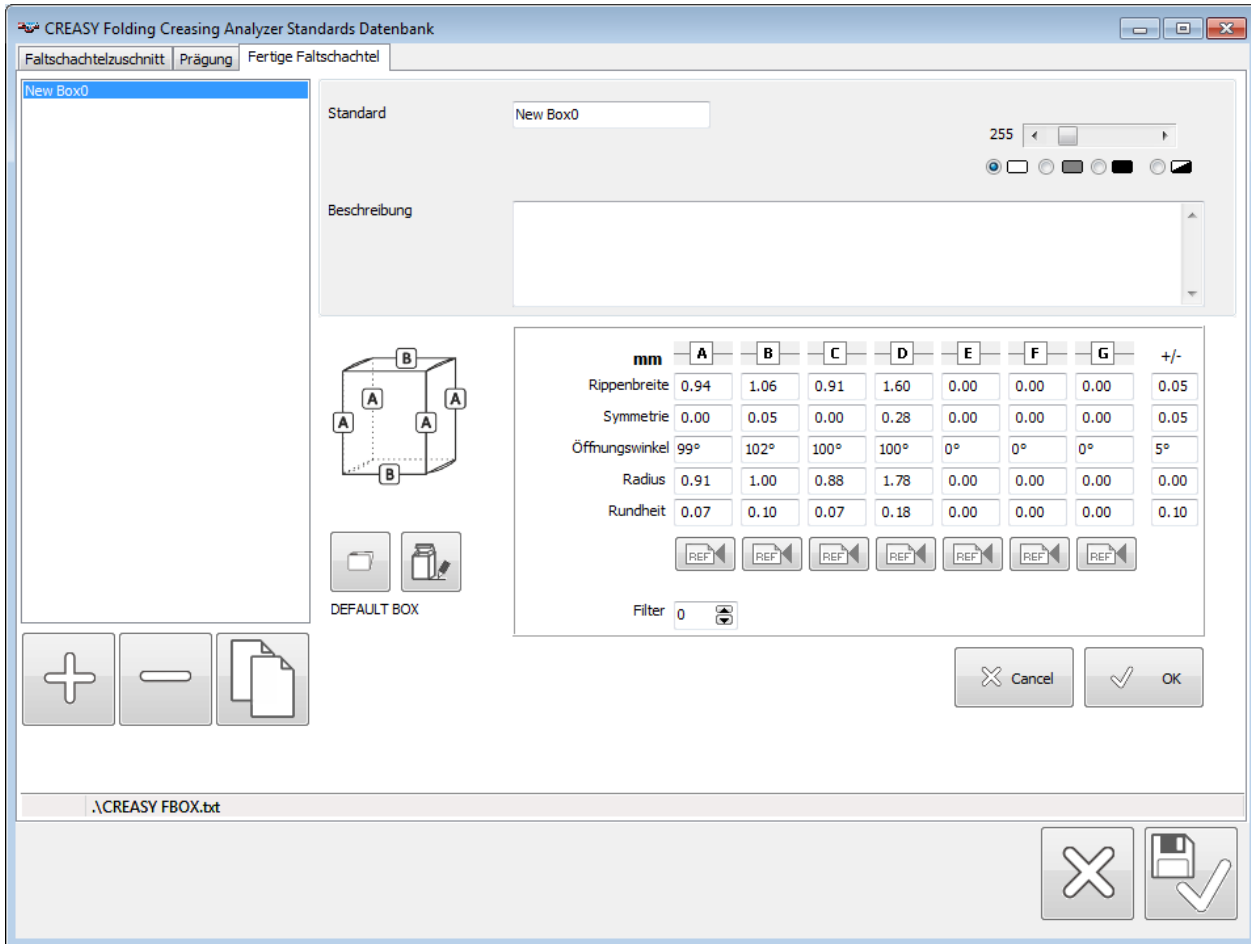 CREASY Folding Creasing Analyzer Standards Datenbank
Faltschachtelzuschnitt Prägung Fertige Faltschachtel
New Box0
Standard New Box0
255
Beschreibung
B
A A
A A
B
DEFAULT BOX
mm A B C D E F G +/-
Rippenbreite 0.94 1.06 0.91 1.60 0.00 0.00 0.00 0.05
Symmetrie 0.00 0.05 0.00 0.28 0.00 0.00 0.00 0.05
Öffnungswinkel 99° 102° 100° 100° 0° 0° 0° 5°
Radius 0.91 1.00 0.88 1.78 0.00 0.00 0.00 0.00
Rundheit 0.07 0.10 0.07 0.18 0.00 0.00 0.00 0.10
REF REF REF REF REF REF REF
Filter 0
Cancel OK
.\CREASY FBOX.txt